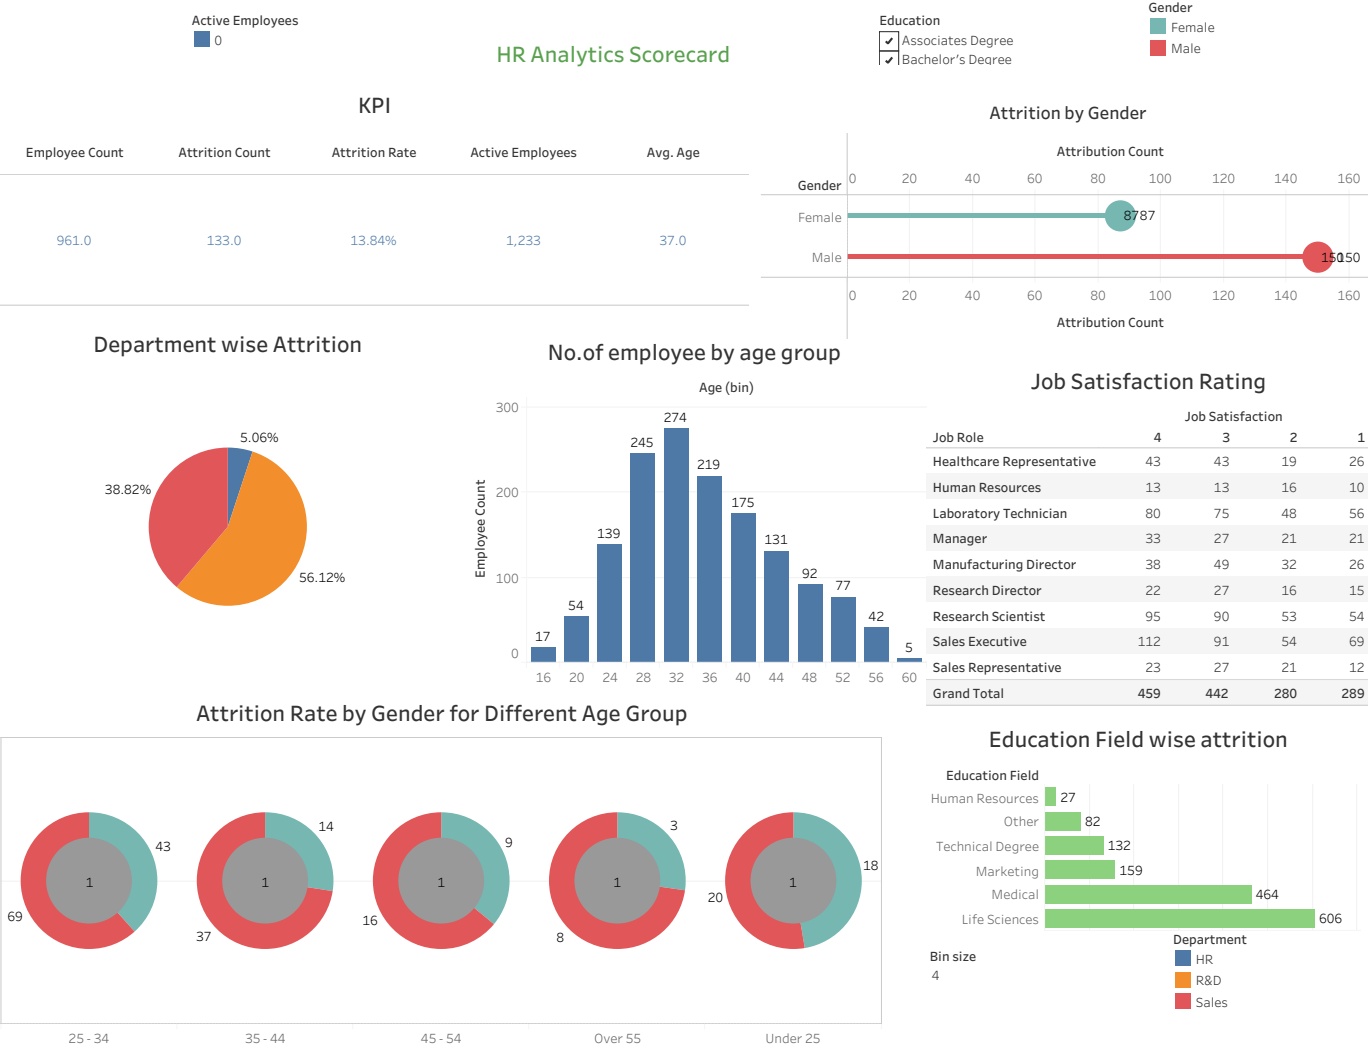 Active Employees
0
HR Analytics Scorecard
Education
Associates Degree
Bachelor's Degree
Gender
Female
Male
KPI
Employee Count Attrition Count Attrition Rate Active Employees Avg. Age
961.0 133.0 13.84% 1,233 37.0
Attrition by Gender
Attribution Count
Gender 0 20 40 60 80 100 120 140 160
Female 87 87
Male 150 150
0 20 40 60 80 100 120 140 160
Attribution Count
Department wise Attrition
5.06%
38.82%
56.12%
No.of employee by age group
Age (bin)
Employee Count
300
200
100
0
17 54 139 245 274 219 175 131 92 77 42 5
16 20 24 28 32 36 40 44 48 52 56 60
Job Satisfaction Rating
Job Satisfaction
Job Role 4 3 2 1
Healthcare Representative 43 43 19 26
Human Resources 13 13 16 10
Laboratory Technician 80 75 48 56
Manager 33 27 21 21
Manufacturing Director 38 49 32 26
Research Director 22 27 16 15
Research Scientist 95 90 53 54
Sales Executive 112 91 54 69
Sales Representative 23 27 21 12
Grand Total 459 442 280 289
Attrition Rate by Gender for Different Age Group
43 1 69
14 1 37
9 1 16
3 1 8
18 1 20
25 - 34 35 - 44 45 - 54 Over 55 Under 25
Education Field wise attrition
Education Field
Human Resources 27
Other 82
Technical Degree 132
Marketing 159
Medical 464
Life Sciences 606
Bin size
4
Department
HR
R&D
Sales